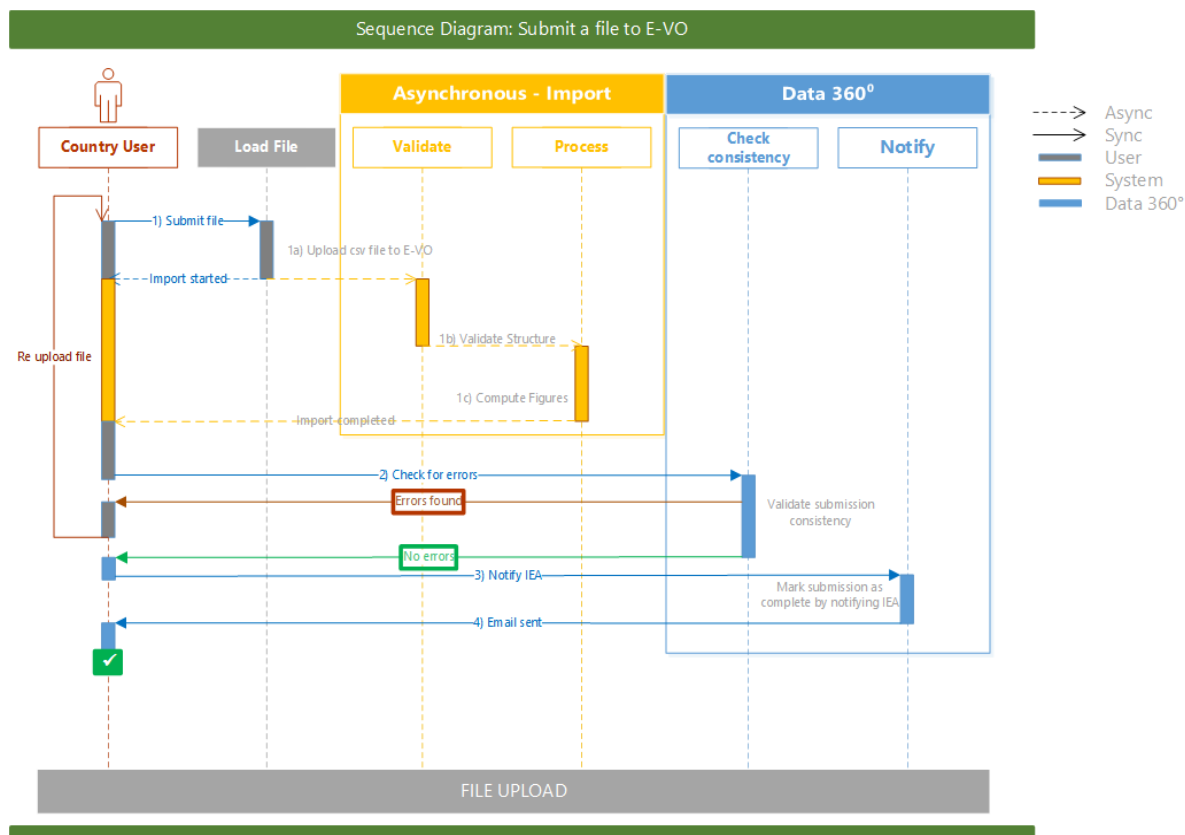 Sequence Diagram: Submit a file to E-VO
Asynchronous - Import
Data 360⁰
Country User
Load File
Validate
Process
Check
consistency
Notify
Async
Sync
User
System
Data 360°
1) Submit file
1a) Upload csv file to E-VO
Import started
1b) Validate Structure
Re upload file
1c) Compute Figures
Import completed
2) Check for errors
Errors found
Validate submission
consistency
No errors
3) Notify IEA
Mark submission as
complete by notifying IEA
4) Email sent
FILE UPLOAD